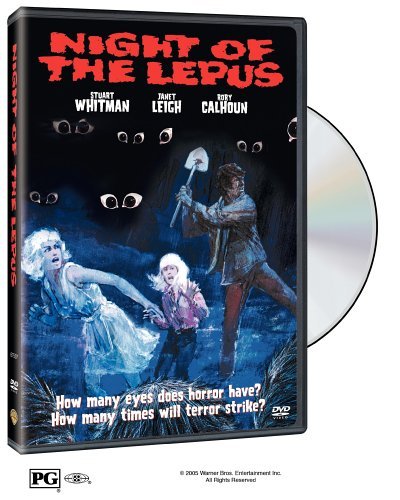 NIGHT OF
THE LEPUS
STUART
WHITMAN
JANET
LEIGH
RORY
CALHOUN
NIGHT OF THE LEPUS
How many eyes does horror have?
How many times will terror strike?
DVD
VIDEO
DVD
PG
© 2005 Warner Bros. Entertainment Inc.
All Rights Reserved